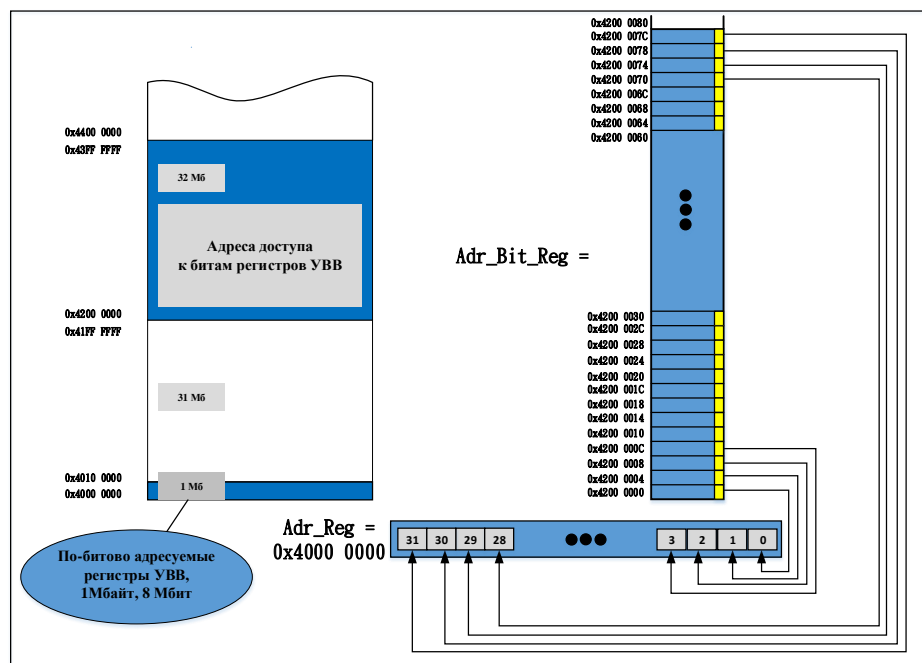 0x4400 0000
0x43FF FFFF
32 Мб
Адреса доступа
к битам регистров УВВ
0x4200 0000
0x41FF FFFF
31 Мб
0x4010 0000
0x4000 0000
1 Мб
По-битово адресуемые
регистры УВВ,
1Мбайт, 8 Мбит
0x4200 0080
0x4200 007C
0x4200 0078
0x4200 0074
0x4200 0070
0x4200 006C
0x4200 0068
0x4200 0064
0x4200 0060
Adr_Bit_Reg =
0x4200 0030
0x4200 002C
0x4200 0028
0x4200 0024
0x4200 0020
0x4200 001C
0x4200 0018
0x4200 0014
0x4200 0010
0x4200 000C
0x4200 0008
0x4200 0004
0x4200 0000
Adr_Reg =
0x4000 0000
31 30 29 28 3 2 1 0